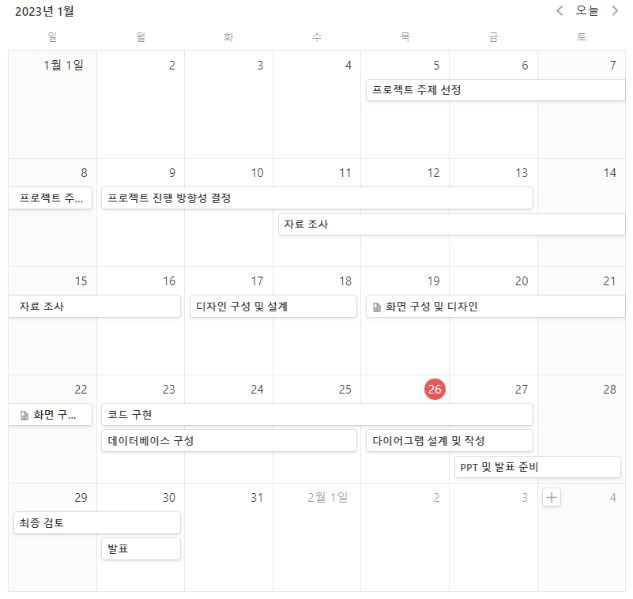 2023년 1월
오늘
일 월 화 수 목 금 토
1월 1일 2 3 4 5 6 7
프로젝트 주제 선정
8 9 10 11 12 13 14
프로젝트 주... 프로젝트 진행 방향성 결정
자료 조사
15 16 17 18 19 20 21
자료 조사 디자인 구성 및 설계 화면 구성 및 디자인
22 23 24 25 26 27 28
화면 구... 코드 구현
데이터베이스 구성 다이어그램 설계 및 작성
PPT 및 발표 준비
29 30 31 2월 1일 2 3 4
최종 검토
발표